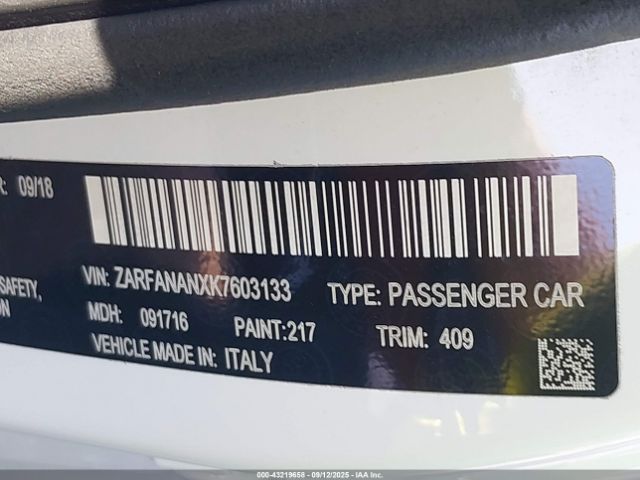 R: 09/18
VIN: ZARFANANXK7603133
TYPE: PASSENGER CAR
SAFETY,
ON
MDH: 091716 PAINT:217 TRIM: 409
VEHICLE MADE IN: ITALY
000-43219658 - 09/12/2025 - IAA Inc.